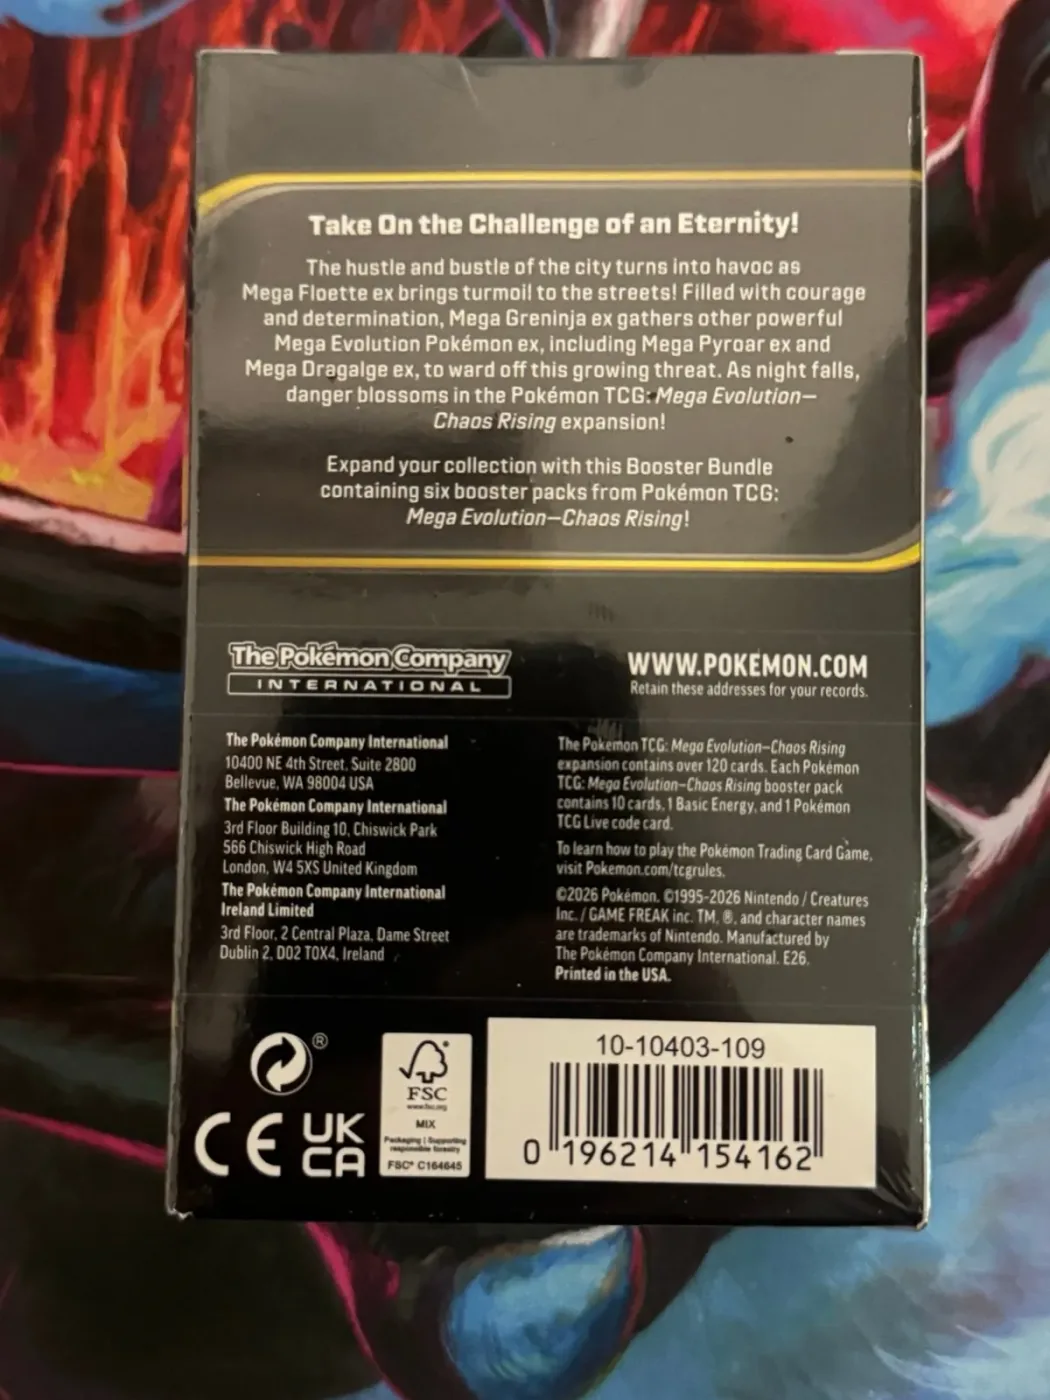 Take On the Challenge of an Eternity!
The hustle and bustle of the city turns into havoc as
Mega Floette ex brings turmoil to the streets! Filled with courage
and determination, Mega Greninja ex gathers other powerful
Mega Evolution Pokémon ex, including Mega Pyroar ex and
Mega Dragalge ex, to ward off this growing threat. As night falls,
danger blossoms in the Pokémon TCG: Mega Evolution—
Chaos Rising expansion!
Expand your collection with this Booster Bundle
containing six booster packs from Pokémon TCG:
Mega Evolution—Chaos Rising!
The Pokémon Company
INTERNATIONAL
WWW.POKEMON.COM
Retain these addresses for your records.
The Pokémon Company International
10400 NE 4th Street, Suite 2800
Bellevue, WA 98004 USA
The Pokémon Company International
3rd Floor Building 10, Chiswick Park
566 Chiswick High Road
London, W4 5XS United Kingdom
The Pokémon Company International
Ireland Limited
3rd Floor, 2 Central Plaza, Dame Street
Dublin 2, D02 T0X4, Ireland
The Pokémon TCG: Mega Evolution—Chaos Rising
expansion contains over 120 cards. Each Pokémon
TCG: Mega Evolution—Chaos Rising booster pack
contains 10 cards, 1 Basic Energy, and 1 Pokémon
TCG Live code card.
To learn how to play the Pokémon Trading Card Game,
visit Pokemon.com/tcgrules.
©2026 Pokémon. ©1995-2026 Nintendo / Creatures
Inc. / GAME FREAK inc. TM, ®, and character names
are trademarks of Nintendo. Manufactured by
The Pokémon Company International. E26.
Printed in the USA.
®
CE
UK
CA
FSC
www.fsc.org
MIX
Packaging | Supporting
responsible forestry
FSC® C164645
10-10403-109
0 196214 154162